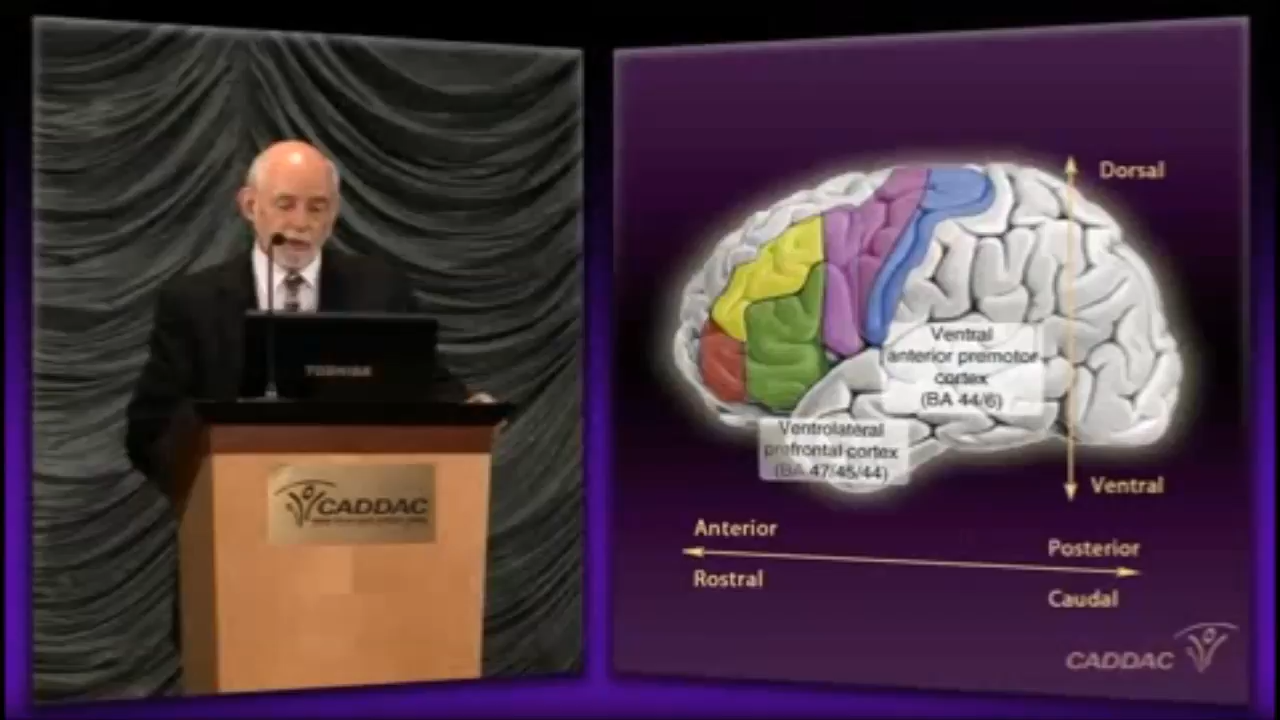 TOSHIBA
CADDAC
Dorsal
Ventral
anterior premotor
cortex
(BA 44/6)
Ventrolateral
prefrontal cortex
(BA 47/45/44)
Ventral
Anterior
Posterior
Rostral
Caudal
CADDAC